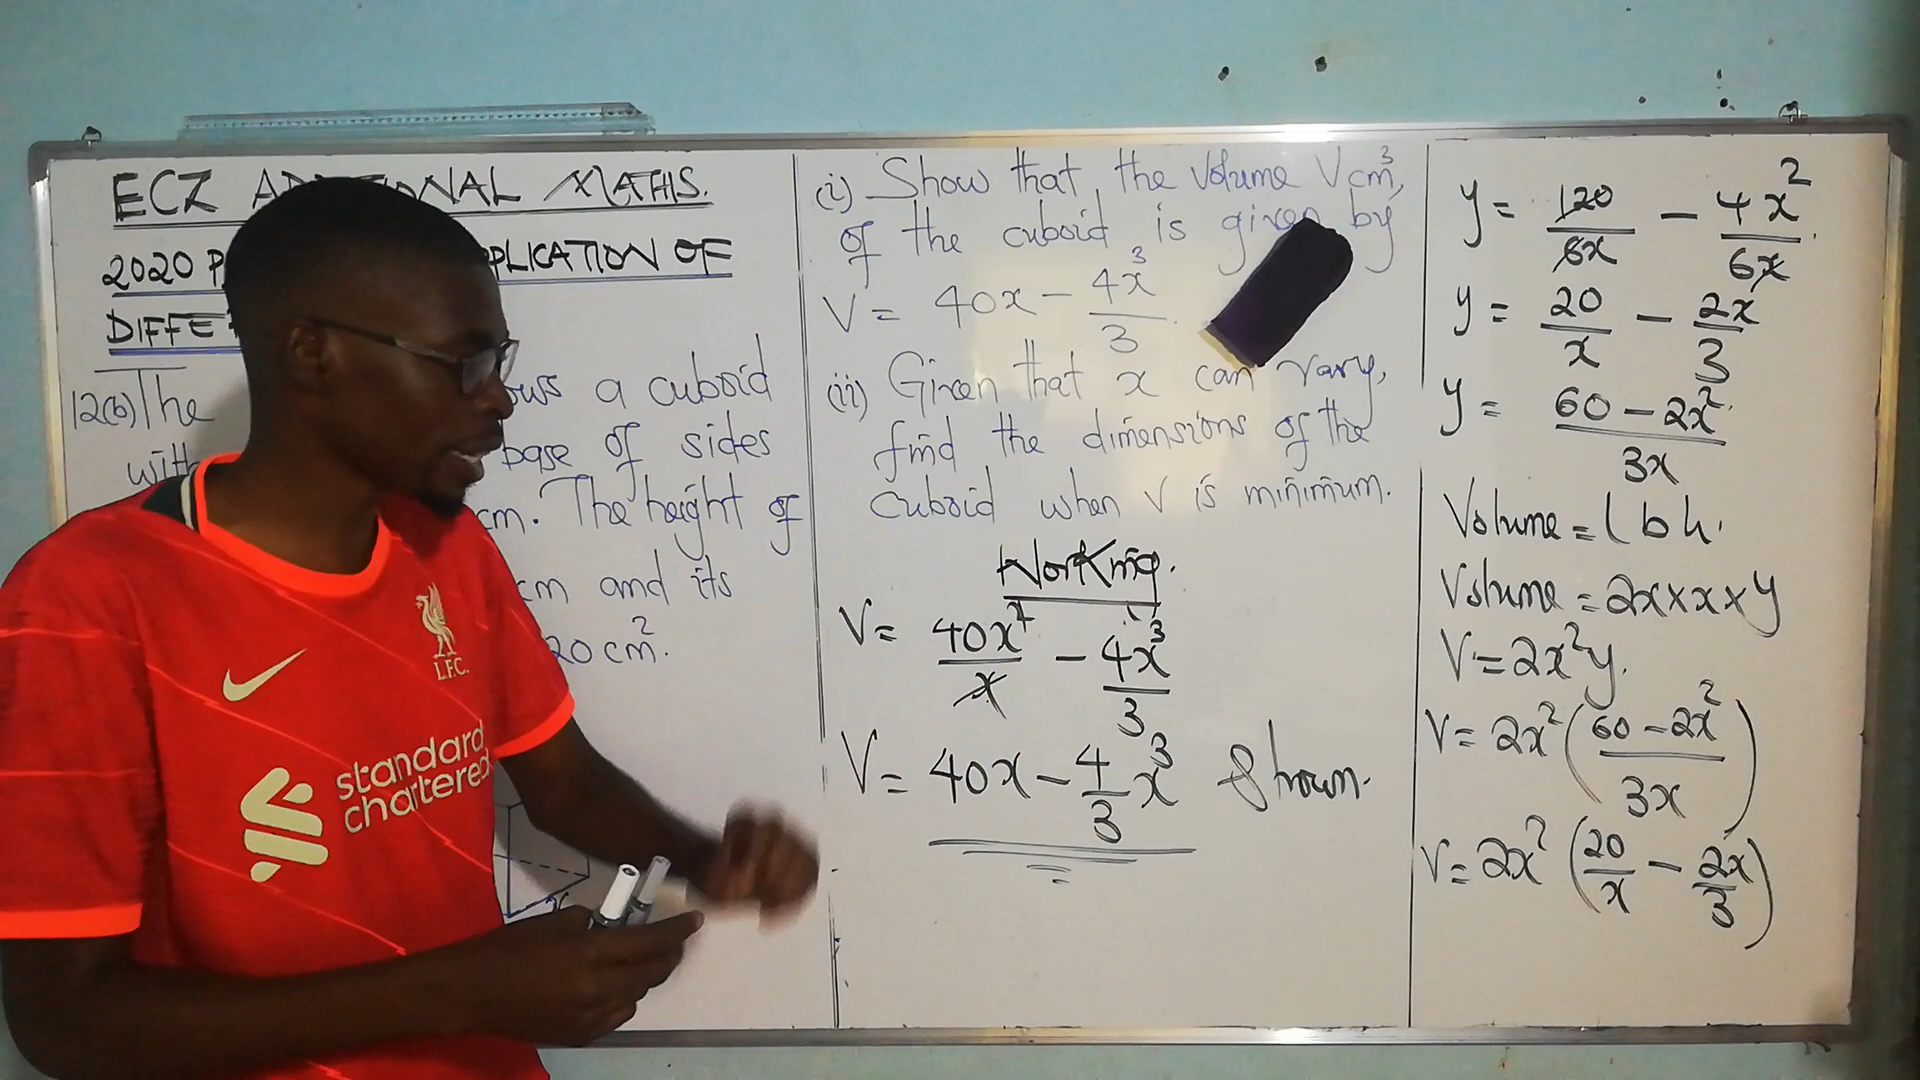 ECZ AD NAL MATHS.
2020 P PLICATION OF
DIFFE
12(b) The ows a cuboid
with base of sides
cm. The height of
cm and its
20 cm².
x
L.F.C.
standard
chartered
(i) Show that, the volume V cm³,
of the cuboid is given by
V = 40x - 4x³/3.
(ii) Given that x can vary,
find the dimensions of the
cuboid when V is minimum.
Working.
V = 40x²/x - 4x³/3
V = 40x - 4/3 x³ Shown.
y = 120/6x - 4x²/6x.
y = 20/x - 2x/3
y = 60 - 2x²/3x
Volume = l b h.
Volume = 2x × x × y
V = 2x²y.
V = 2x² (60 - 2x²/3x)
V = 2x² (20/x - 2x/3)